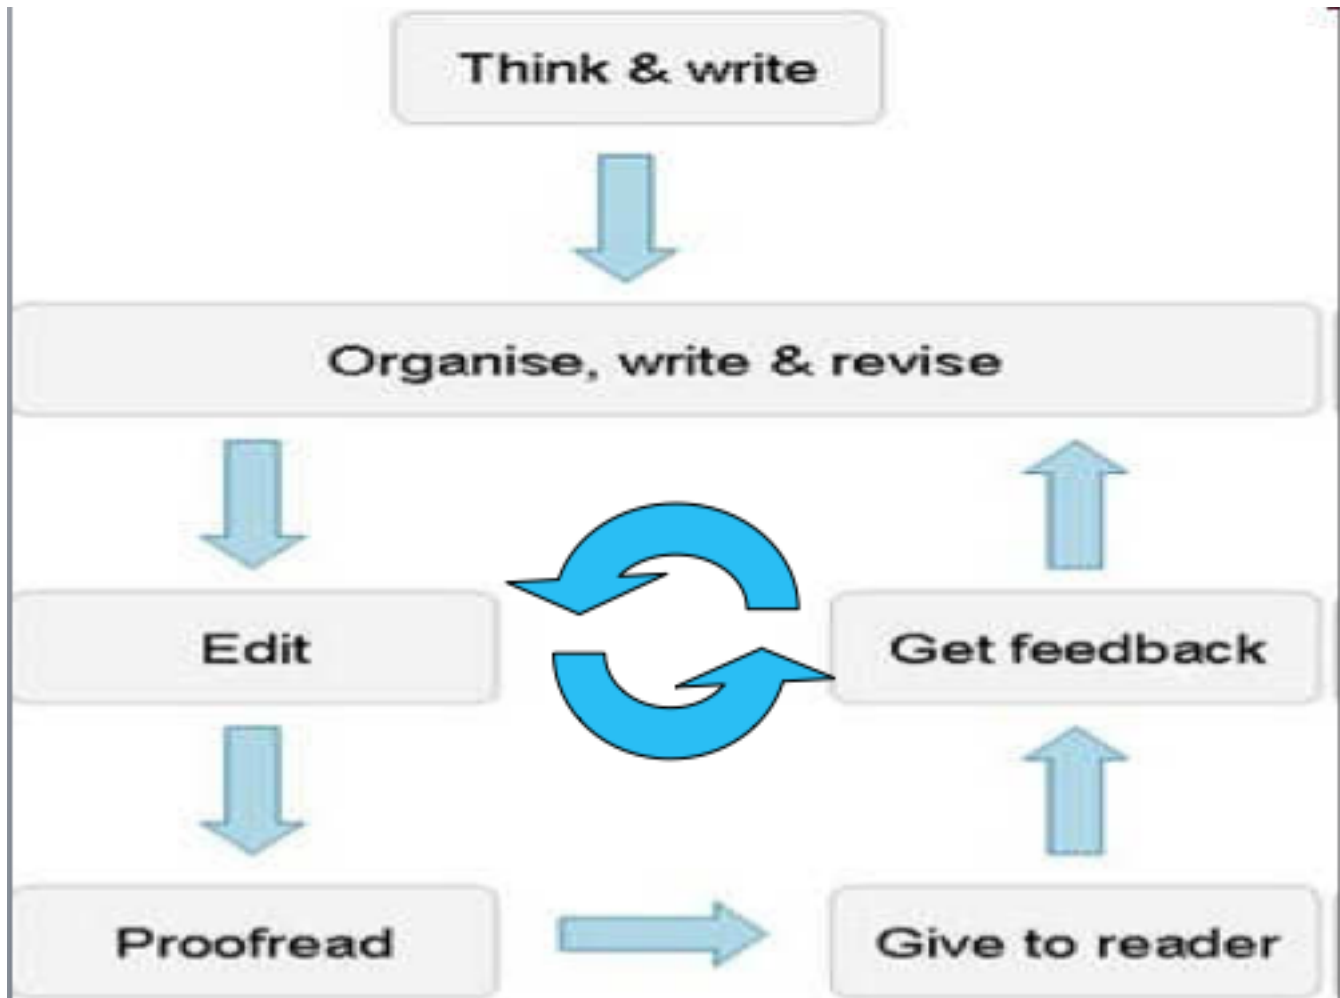 Think & write
Organise, write & revise
Edit
Get feedback
Proofread
Give to reader